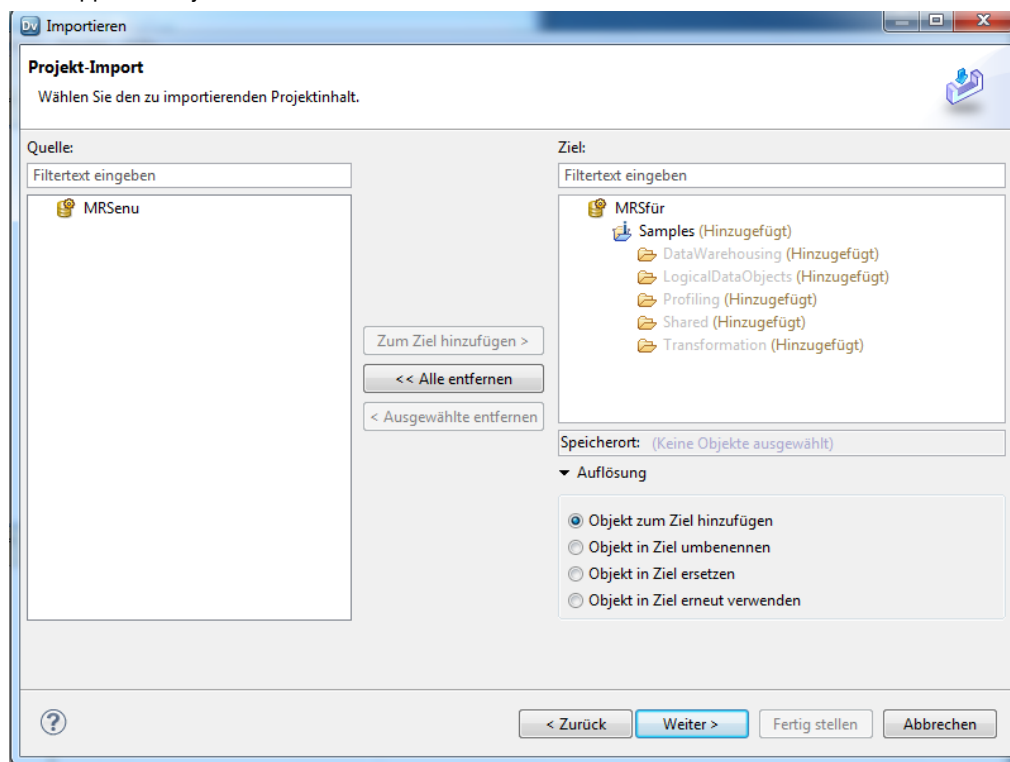 Dv Importieren
Projekt-Import
Wählen Sie den zu importierenden Projektinhalt.
Quelle:
Filtertext eingeben
MRSenu
Zum Ziel hinzufügen >
<< Alle entfernen
< Ausgewählte entfernen
Ziel:
Filtertext eingeben
MRSfür
Samples (Hinzugefügt)
DataWarehousing (Hinzugefügt)
LogicalDataObjects (Hinzugefügt)
Profiling (Hinzugefügt)
Shared (Hinzugefügt)
Transformation (Hinzugefügt)
Speicherort: (Keine Objekte ausgewählt)
Auflösung
Objekt zum Ziel hinzufügen
Objekt in Ziel umbenennen
Objekt in Ziel ersetzen
Objekt in Ziel erneut verwenden
? < Zurück Weiter > Fertig stellen Abbrechen